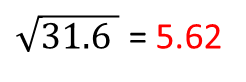 √31.6 = 5.62